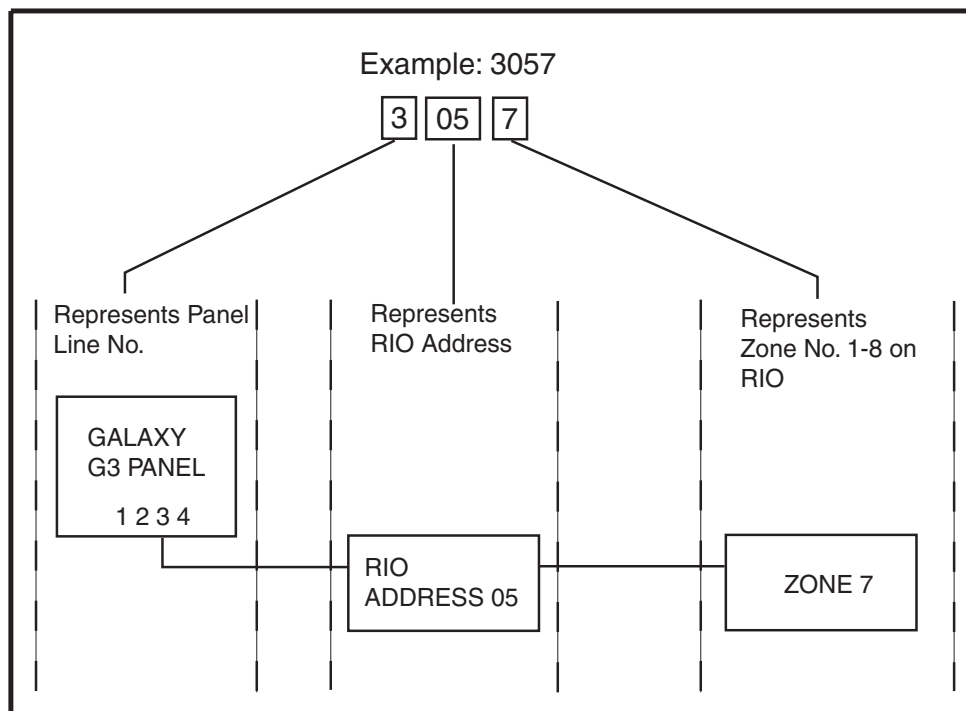 Example: 3057
3 05 7
Represents Panel
Line No.
Represents
RIO Address
Represents
Zone No. 1-8 on
RIO
GALAXY
G3 PANEL
1 2 3 4
RIO
ADDRESS 05
ZONE 7